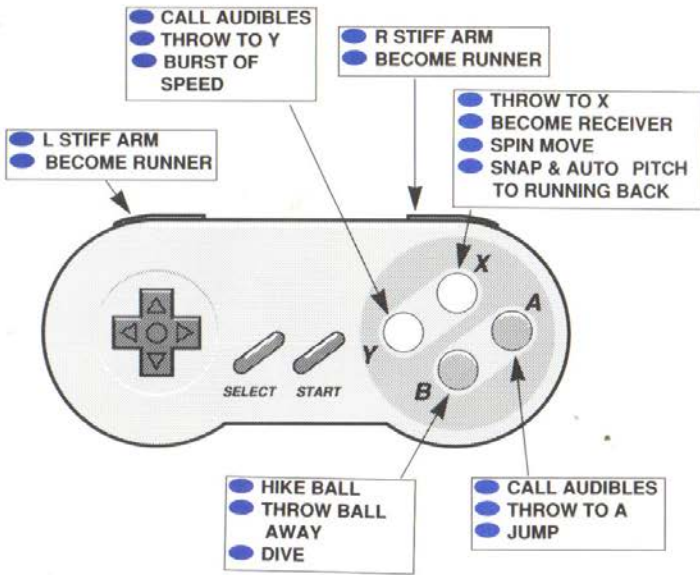 CALL AUDIBLES
THROW TO Y
BURST OF
SPEED
R STIFF ARM
BECOME RUNNER
THROW TO X
BECOME RECEIVER
SPIN MOVE
SNAP & AUTO PITCH
TO RUNNING BACK
L STIFF ARM
BECOME RUNNER
X
A
Y
B
SELECT START
HIKE BALL
THROW BALL
AWAY
DIVE
CALL AUDIBLES
THROW TO A
JUMP